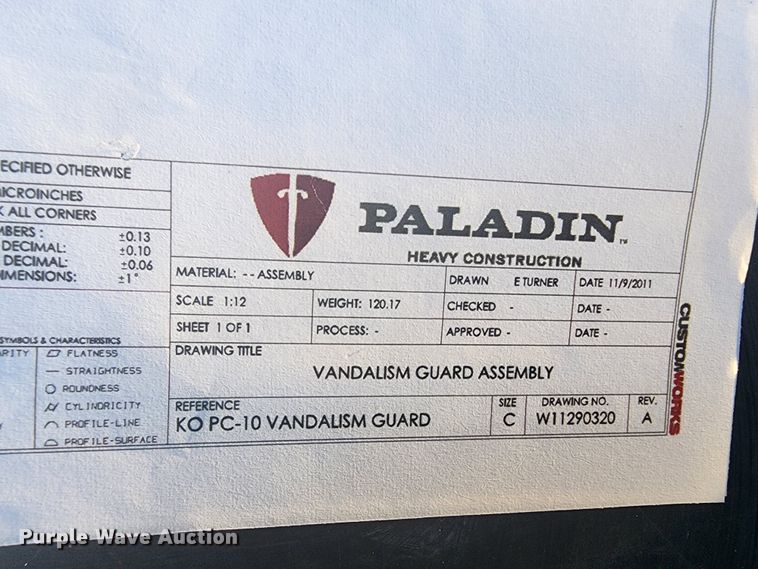 ECIFIED OTHERWISE
MICROINCHES
K ALL CORNERS
MBERS : ±0.13
DECIMAL: ±0.10
DECIMAL: ±0.06
DIMENSIONS: ±1°
SYMBOLS & CHARACTERISTICS
ARITY
FLATNESS
STRAIGHTNESS
ROUNDNESS
CYLINDRICITY
PROFILE-LINE
PROFILE-SURFACE
PALADIN™
HEAVY CONSTRUCTION
MATERIAL: - - ASSEMBLY
DRAWN E TURNER DATE 11/9/2011
SCALE 1:12 WEIGHT: 120.17 CHECKED - DATE -
SHEET 1 OF 1 PROCESS: - APPROVED - DATE -
DRAWING TITLE
VANDALISM GUARD ASSEMBLY
REFERENCE SIZE DRAWING NO. REV.
KO PC-10 VANDALISM GUARD C W11290320 A
CUSTOMWORKS
Purple Wave Auction